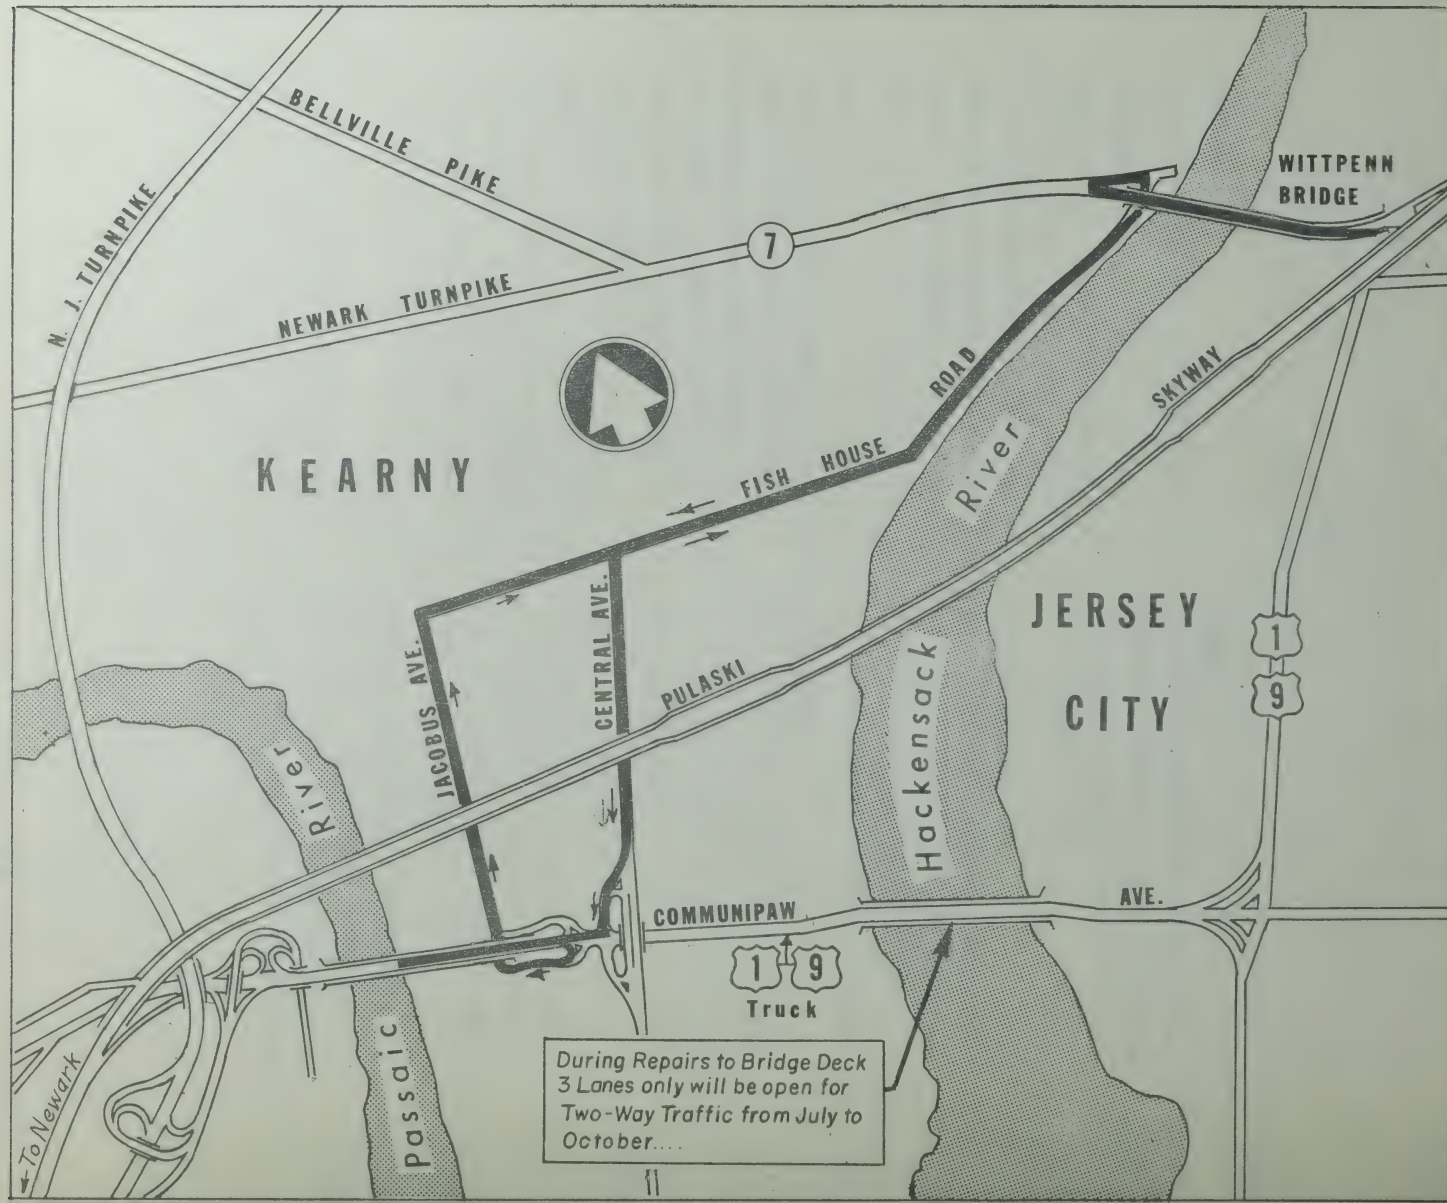 BELLVILLE PIKE
WITTPENN
BRIDGE
N. J. TURNPIKE
7
NEWARK TURNPIKE
ROAD
SKYWAY
KEARNY
FISH HOUSE
River
JERSEY
CITY
1
9
JACOBUS AVE.
CENTRAL AVE.
PULASKI
Hackensack
River
COMMUNIPAW
AVE.
1 9
Truck
Passaic
To Newark
During Repairs to Bridge Deck
3 Lanes only will be open for
Two-Way Traffic from July to
October....